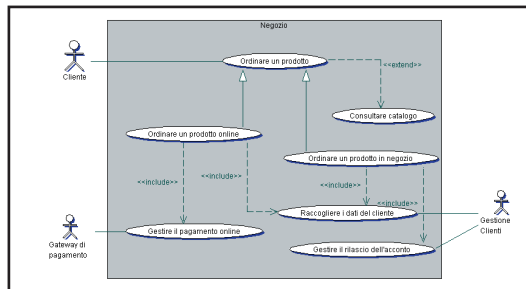 Negozio
Ordinare un prodotto
<<extend>>
Cliente
Consultare catalogo
Ordinare un prodotto online
Ordinare un prodotto in negozio
<<include>>
<<include>>
<<include>>
<<include>>
Raccogliere i dati del cliente
Gestire il pagamento online
Gestione
Clienti
Gateway di
pagamento
Gestire il rilascio dell'acconto